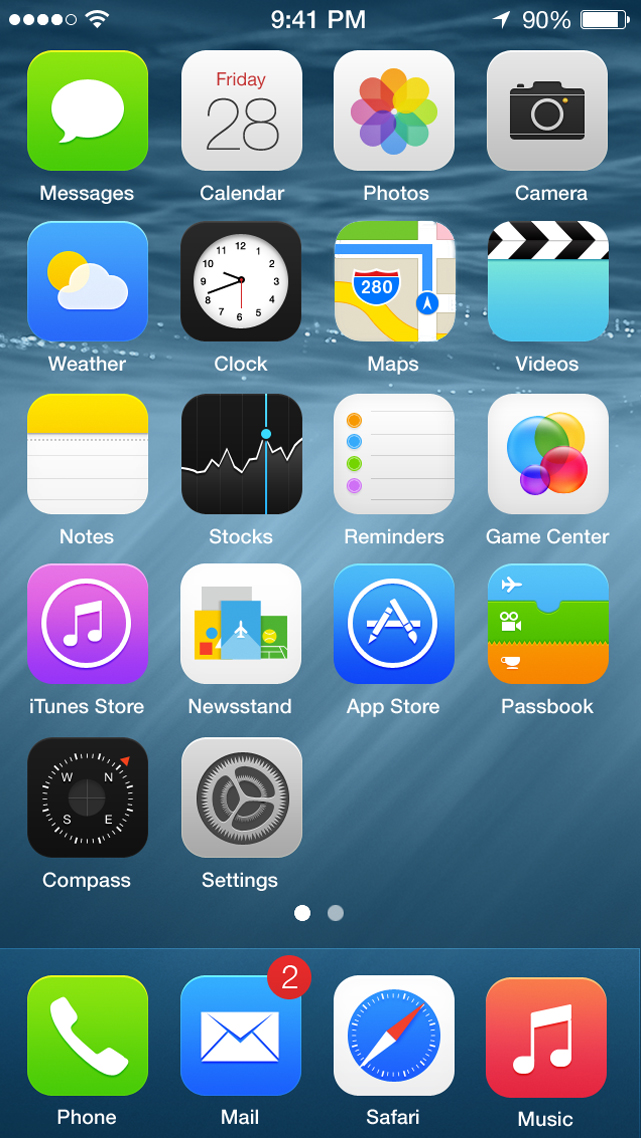 9:41 PM 90%
Friday
28
Messages Calendar Photos Camera
12
11 1
10 2
9 3
8 4
7 5
6
280
Weather Clock Maps Videos
Notes Stocks Reminders Game Center
iTunes Store Newsstand App Store Passbook
W N
S E
Compass Settings
2
Phone Mail Safari Music